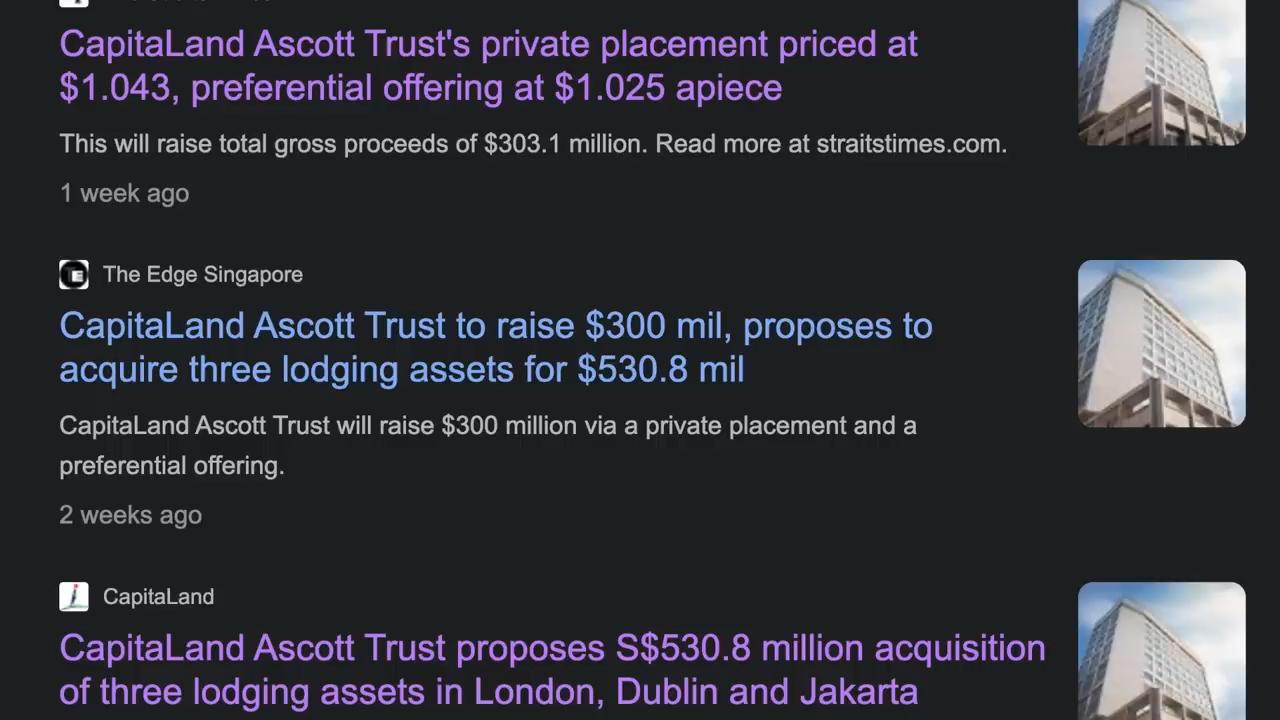 CapitaLand Ascott Trust's private placement priced at
$1.043, preferential offering at $1.025 apiece
This will raise total gross proceeds of $303.1 million. Read more at straitstimes.com.
1 week ago
The Edge Singapore
CapitaLand Ascott Trust to raise $300 mil, proposes to
acquire three lodging assets for $530.8 mil
CapitaLand Ascott Trust will raise $300 million via a private placement and a
preferential offering.
2 weeks ago
CapitaLand
CapitaLand Ascott Trust proposes S$530.8 million acquisition
of three lodging assets in London, Dublin and Jakarta